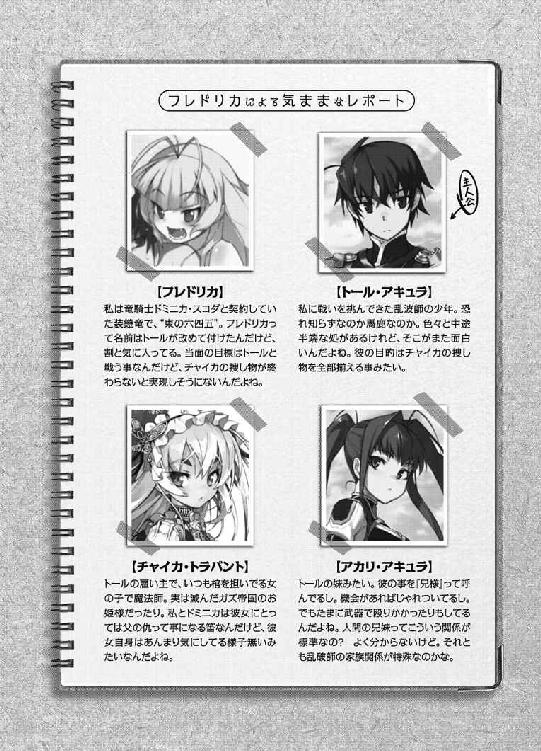 フレドリカによる気ままなレポート
主人公
【フレドリカ】
私は竜騎士ドミニカ・スコダと契約してい
た装鎧竜で、“東の六四五”。フレドリカっ
て名前はトールが改めて付けたんだけど、
割と気に入ってる。当面の目標はトールと
戦う事なんだけど、チャイカの捜し物が終
わらないと実現しそうにないんだよね。
【トール・アキュラ】
私に戦いを挑んできた乱波師の少年。恐
れ知らずなのか馬鹿なのか。色々と中途
半端な処があるけれど、そこがまた面白
いんだよね。彼の目的はチャイカの捜し
物を全部揃える事みたい。
【チャイカ・トラバント】
トールの雇い主で、いつも棺を担いでる女
の子で魔法師。実は滅んだガズ帝国のお
姫様だったり。私とドミニカは彼女にとっ
ては父の仇って事になる筈なんだけど、彼
女自身はあんまり気にしてる様子無いみ
たいなんだよね。
【アカリ・アキュラ】
トールの妹みたい。彼の事を「兄様」って呼
んでるし。機会があればじゃれついてるし。
でもたまに武器で殴りかかったりもしてる
んだよね。人間の兄妹ってこういう関係が
標準なの？　よく分からないけど。それと
も乱破師の家族関係が特殊なのかな。